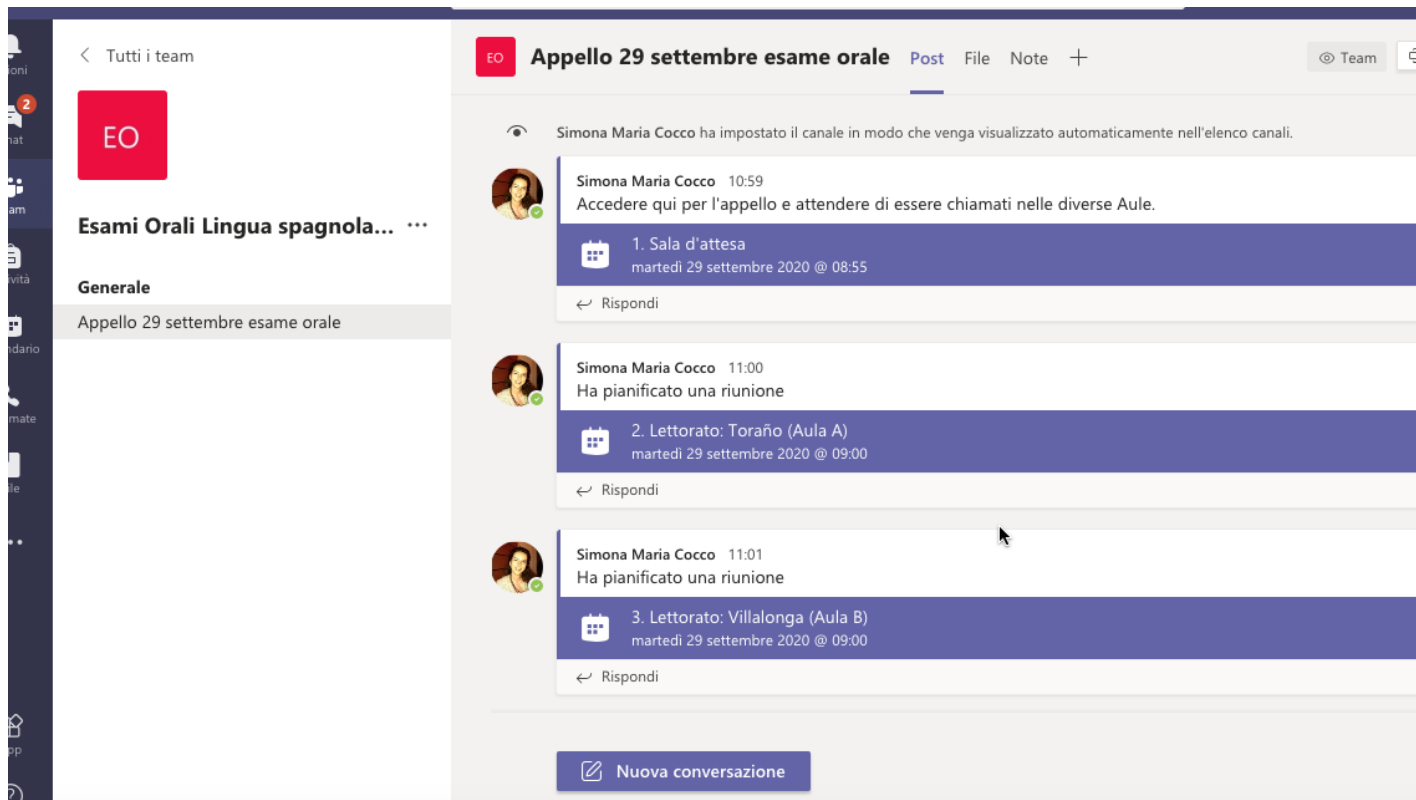 Tutti i team
EO
Esami Orali Lingua spagnola...
Generale
Appello 29 settembre esame orale
2
EO
Appello 29 settembre esame orale
Post
File
Note
Team
Simona Maria Cocco ha impostato il canale in modo che venga visualizzato automaticamente nell'elenco canali.
Simona Maria Cocco 10:59
Accedere qui per l'appello e attendere di essere chiamati nelle diverse Aule.
1. Sala d'attesa
martedì 29 settembre 2020 @ 08:55
Rispondi
Simona Maria Cocco 11:00
Ha pianificato una riunione
2. Lettorato: Toraño (Aula A)
martedì 29 settembre 2020 @ 09:00
Rispondi
Simona Maria Cocco 11:01
Ha pianificato una riunione
3. Lettorato: Villalonga (Aula B)
martedì 29 settembre 2020 @ 09:00
Rispondi
Nuova conversazione